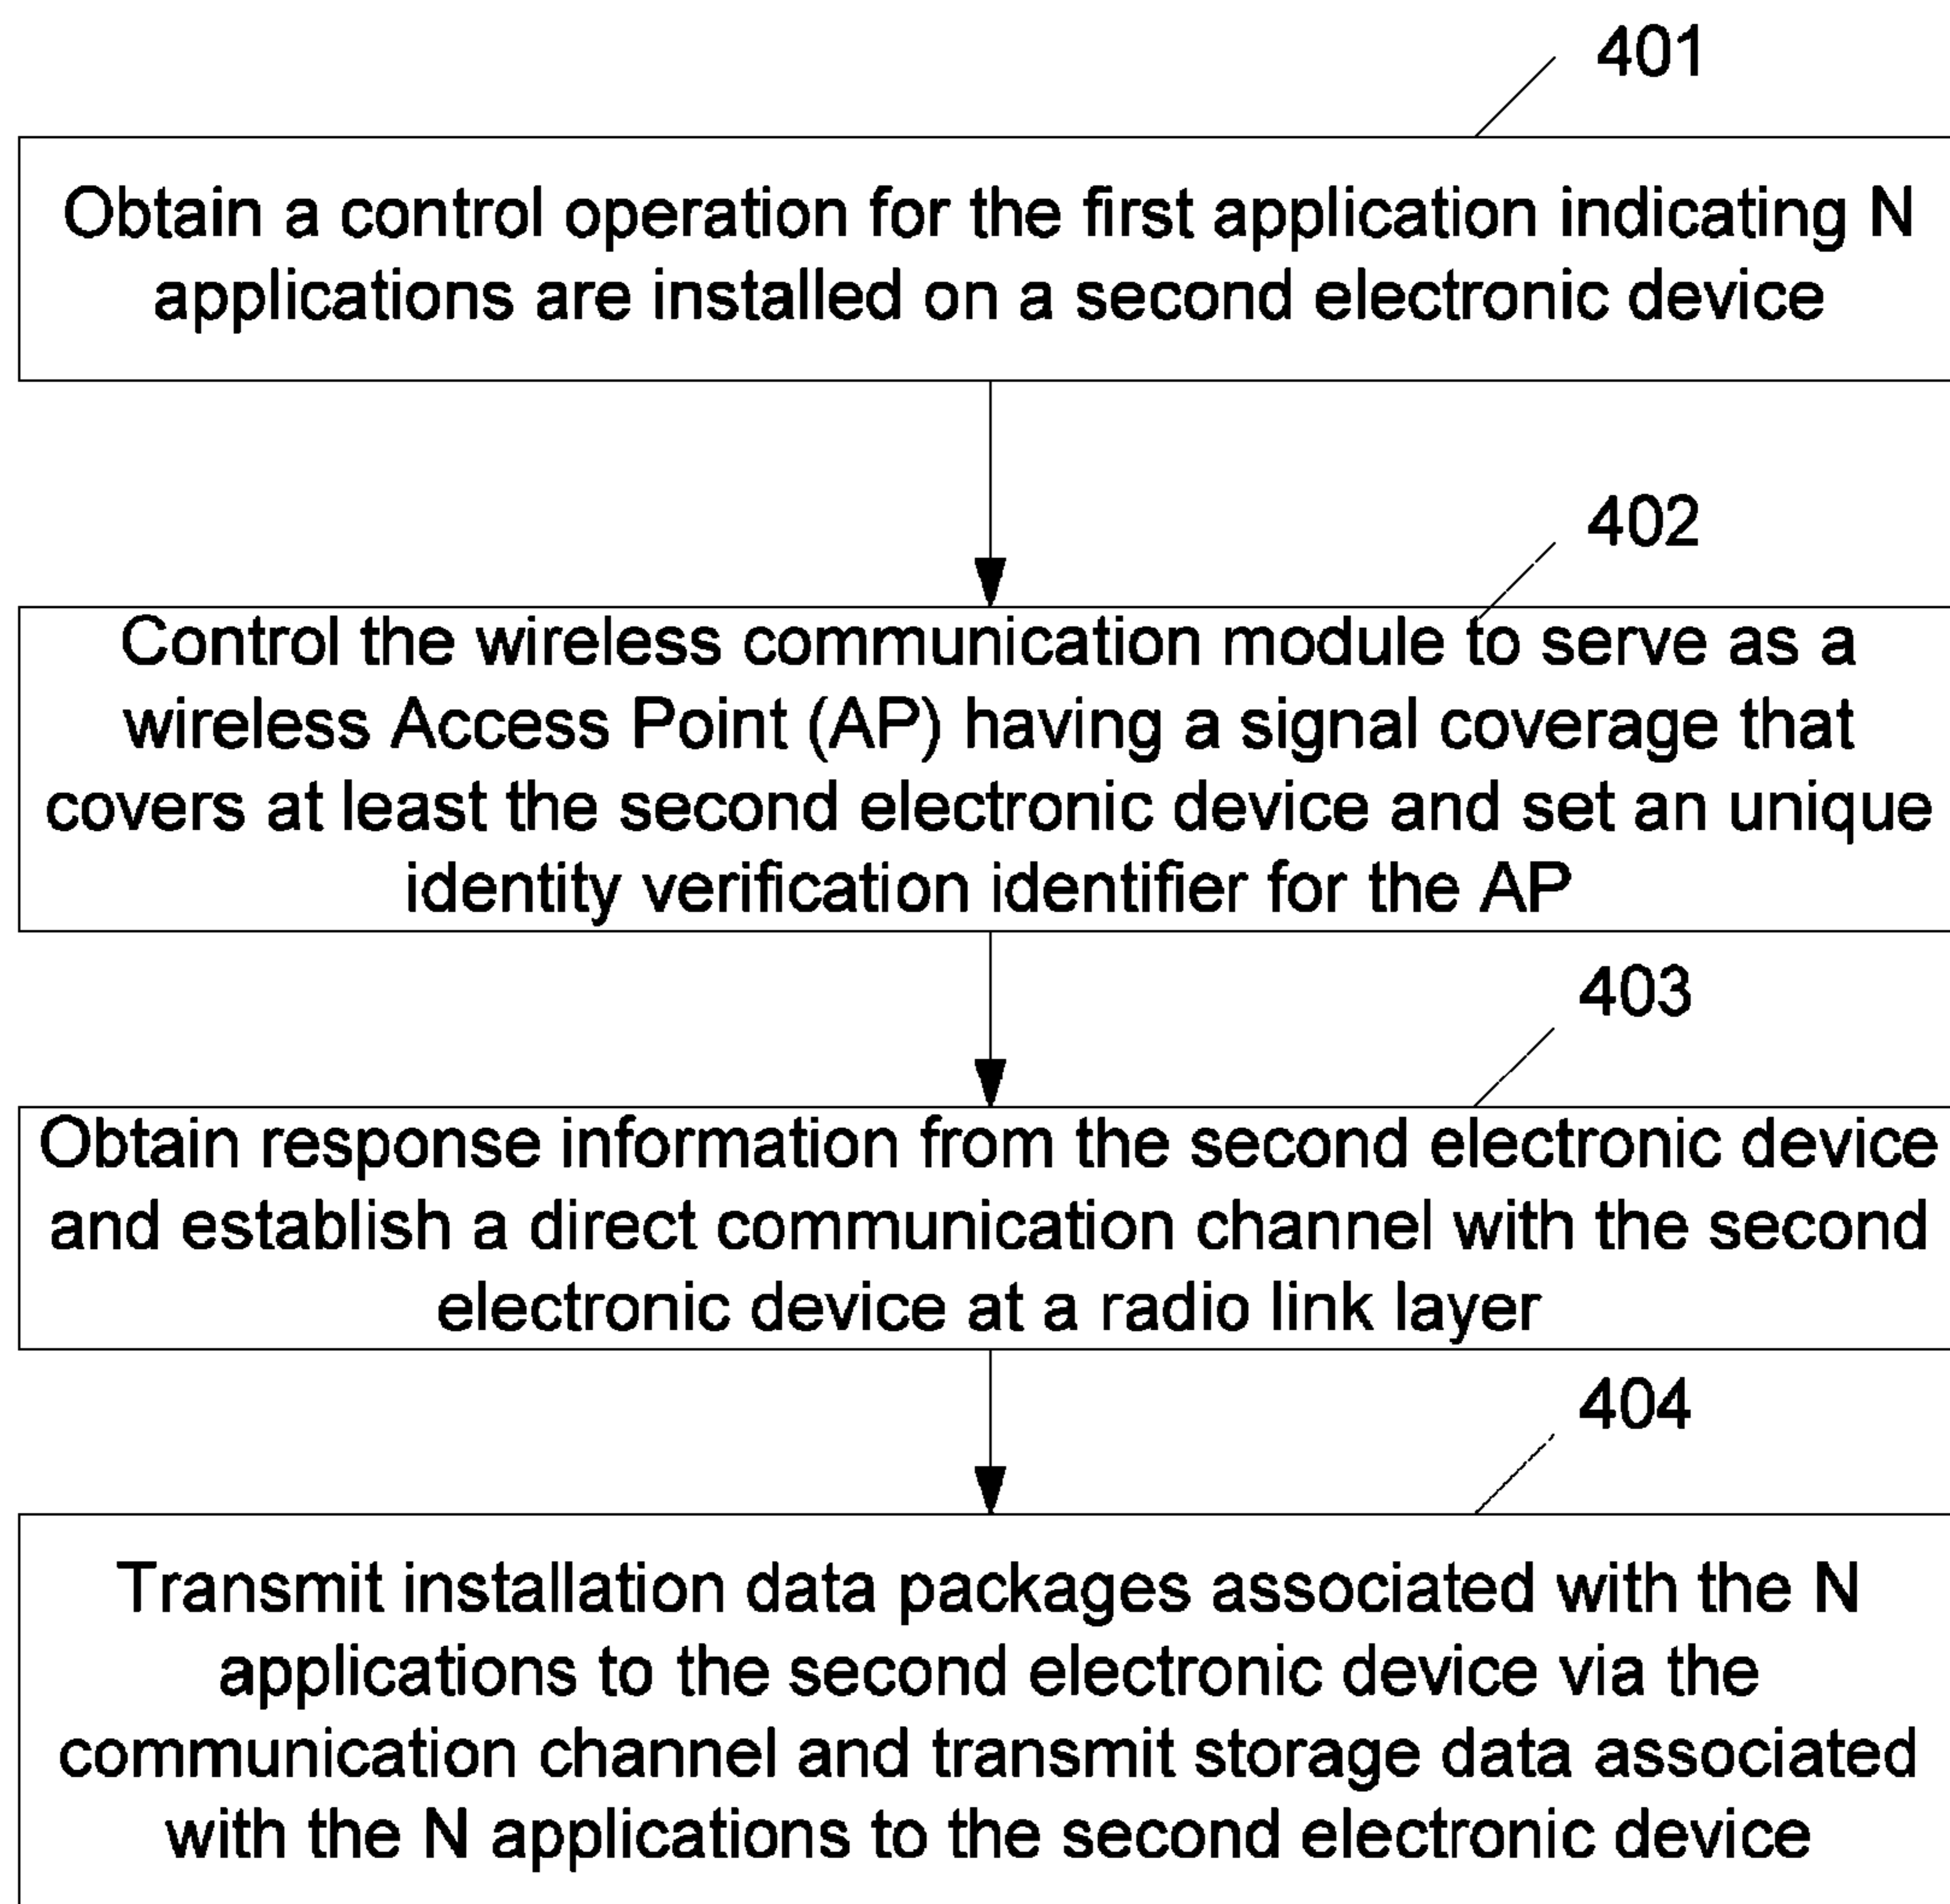 401
Obtain a control operation for the first application indicating N
applications are installed on a second electronic device
402
Control the wireless communication module to serve as a
wireless Access Point (AP) having a signal coverage that
covers at least the second electronic device and set an unique
identity verification identifier for the AP
403
Obtain response information from the second electronic device
and establish a direct communication channel with the second
electronic device at a radio link layer
404
Transmit installation data packages associated with the N
applications to the second electronic device via the
communication channel and transmit storage data associated
with the N applications to the second electronic device